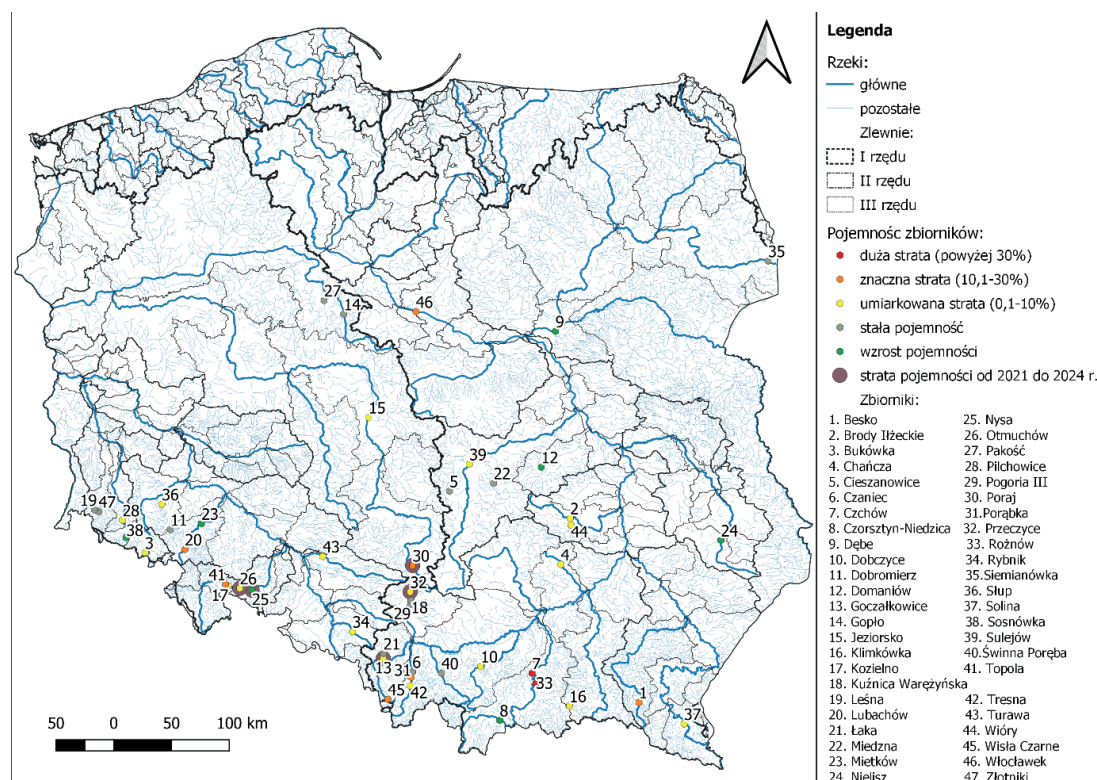 Legenda
Rzeki:
główne
pozostałe
Zlewnie:
I rzędu
II rzędu
III rzędu
Pojemność zbiorników:
duża strata (powyżej 30%)
znaczna strata (10,1-30%)
umiarkowana strata (0,1-10%)
stała pojemność
wzrost pojemności
strata pojemności od 2021 do 2024 r.
Zbiorniki:
1. Besko
2. Brody Iłżeckie
3. Bukówka
4. Chańcza
5. Cieszanowice
6. Czaniec
7. Czchów
8. Czorsztyn-Niedzica
9. Dębe
10. Dobczyce
11. Dobromierz
12. Domaniów
13. Goczałkowice
14. Gopło
15. Jeziorsko
16. Klimkówka
17. Kozielno
18. Kuźnica Warężyńska
19. Leśna
20. Lubachów
21. Łąka
22. Miedzna
23. Mietków
24. Nielisz
25. Nysa
26. Otmuchów
27. Pakość
28. Pilchowice
29. Pogoria III
30. Poraj
31.Porąbka
32. Przeczyce
33. Rożnów
34. Rybnik
35.Siemianówka
36. Słup
37. Solina
38. Sosnówka
39. Sulejów
40.Świnna Poręba
41. Topola
42. Tresna
43. Turawa
44. Wióry
45. Wisła Czarne
46. Włocławek
47. Złotniki
35
27
14
46
9
15
39
12
5
22
19
47
36
28
11
23
38
3
20
2
44
24
43
30
4
41
26
17
25
32
29
18
34
21
13
6
31
40
10
7
33
42
45
16
1
8
37
50
0
50
100 km